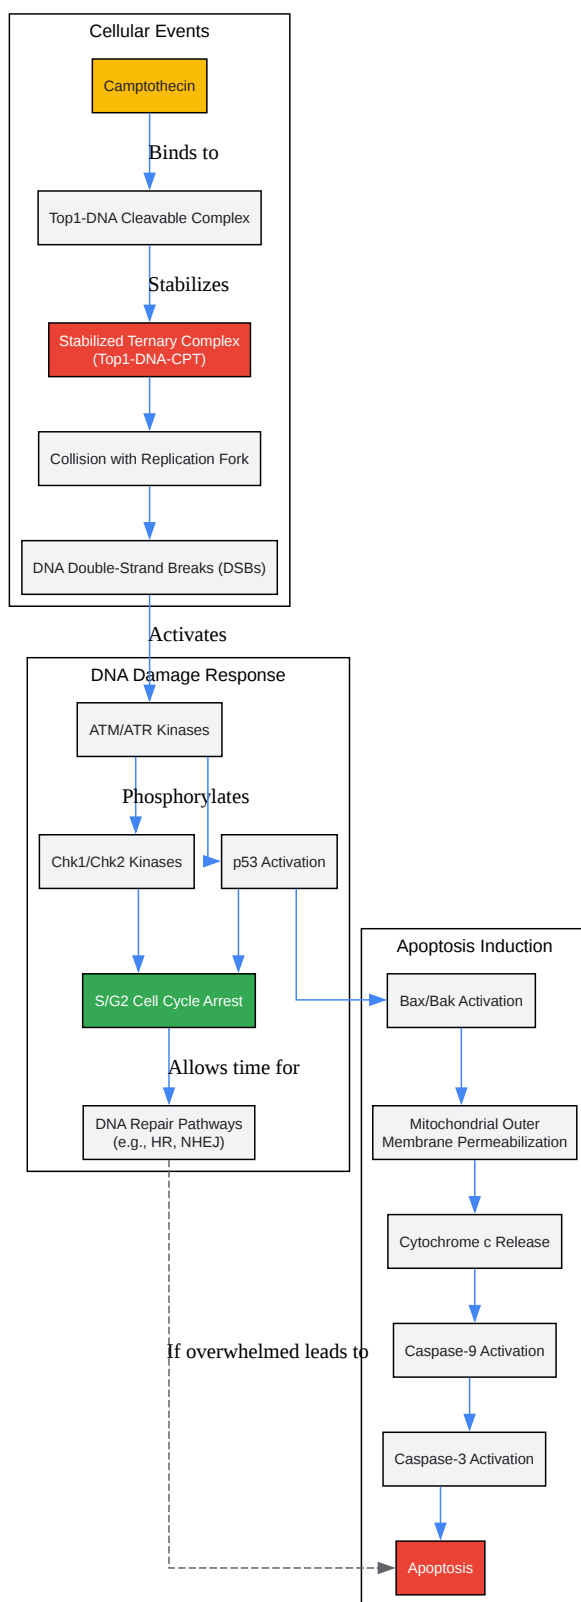 Cellular Events
Camptothecin
Binds to
Top1-DNA Cleavable Complex
Stabilizes
Stabilized Ternary Complex
(Top1-DNA-CPT)
Collision with Replication Fork
DNA Double-Strand Breaks (DSBs)
Activates
DNA Damage Response
ATM/ATR Kinases
Phosphorylates
Chk1/Chk2 Kinases
p53 Activation
S/G2 Cell Cycle Arrest
Allows time for
DNA Repair Pathways
(e.g., HR, NHEJ)
If overwhelmed leads to
Apoptosis Induction
Bax/Bak Activation
Mitochondrial Outer
Membrane Permeabilization
Cytochrome c Release
Caspase-9 Activation
Caspase-3 Activation
Apoptosis